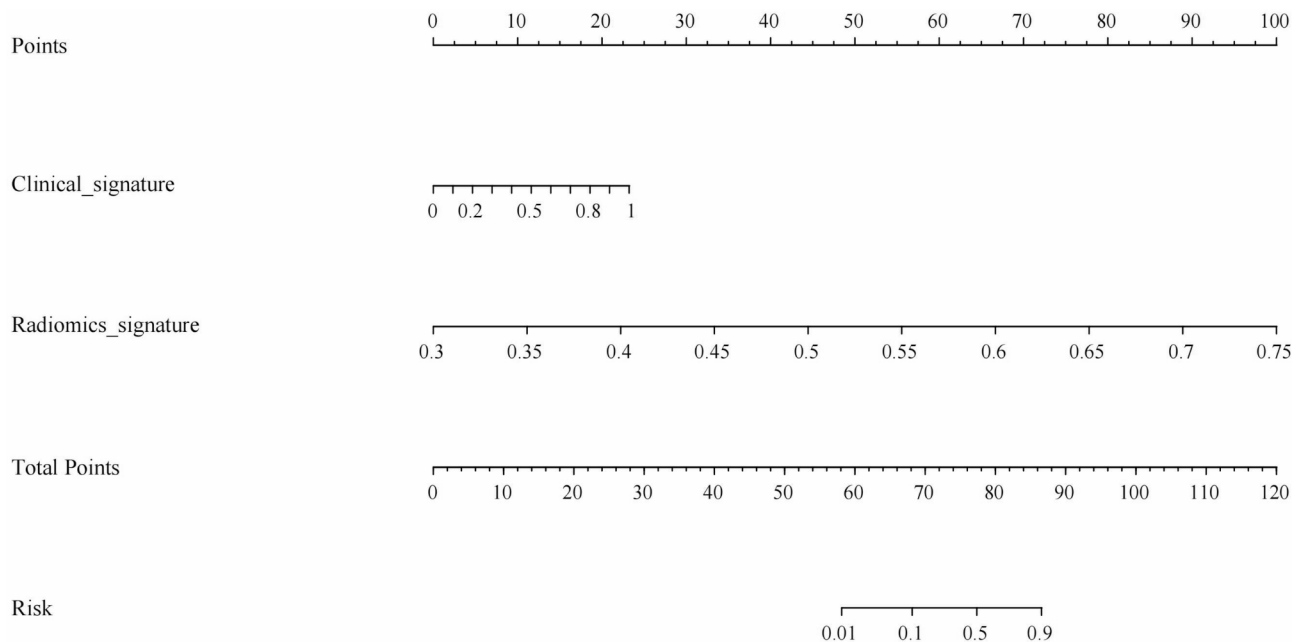 0 10 20 30 40 50 60 70 80 90 100
Points
Clinical_signature
0 0.2 0.5 0.8 1
Radiomics_signature
0.3 0.35 0.4 0.45 0.5 0.55 0.6 0.65 0.7 0.75
Total Points
0 10 20 30 40 50 60 70 80 90 100 110 120
Risk
0.01 0.1 0.5 0.9